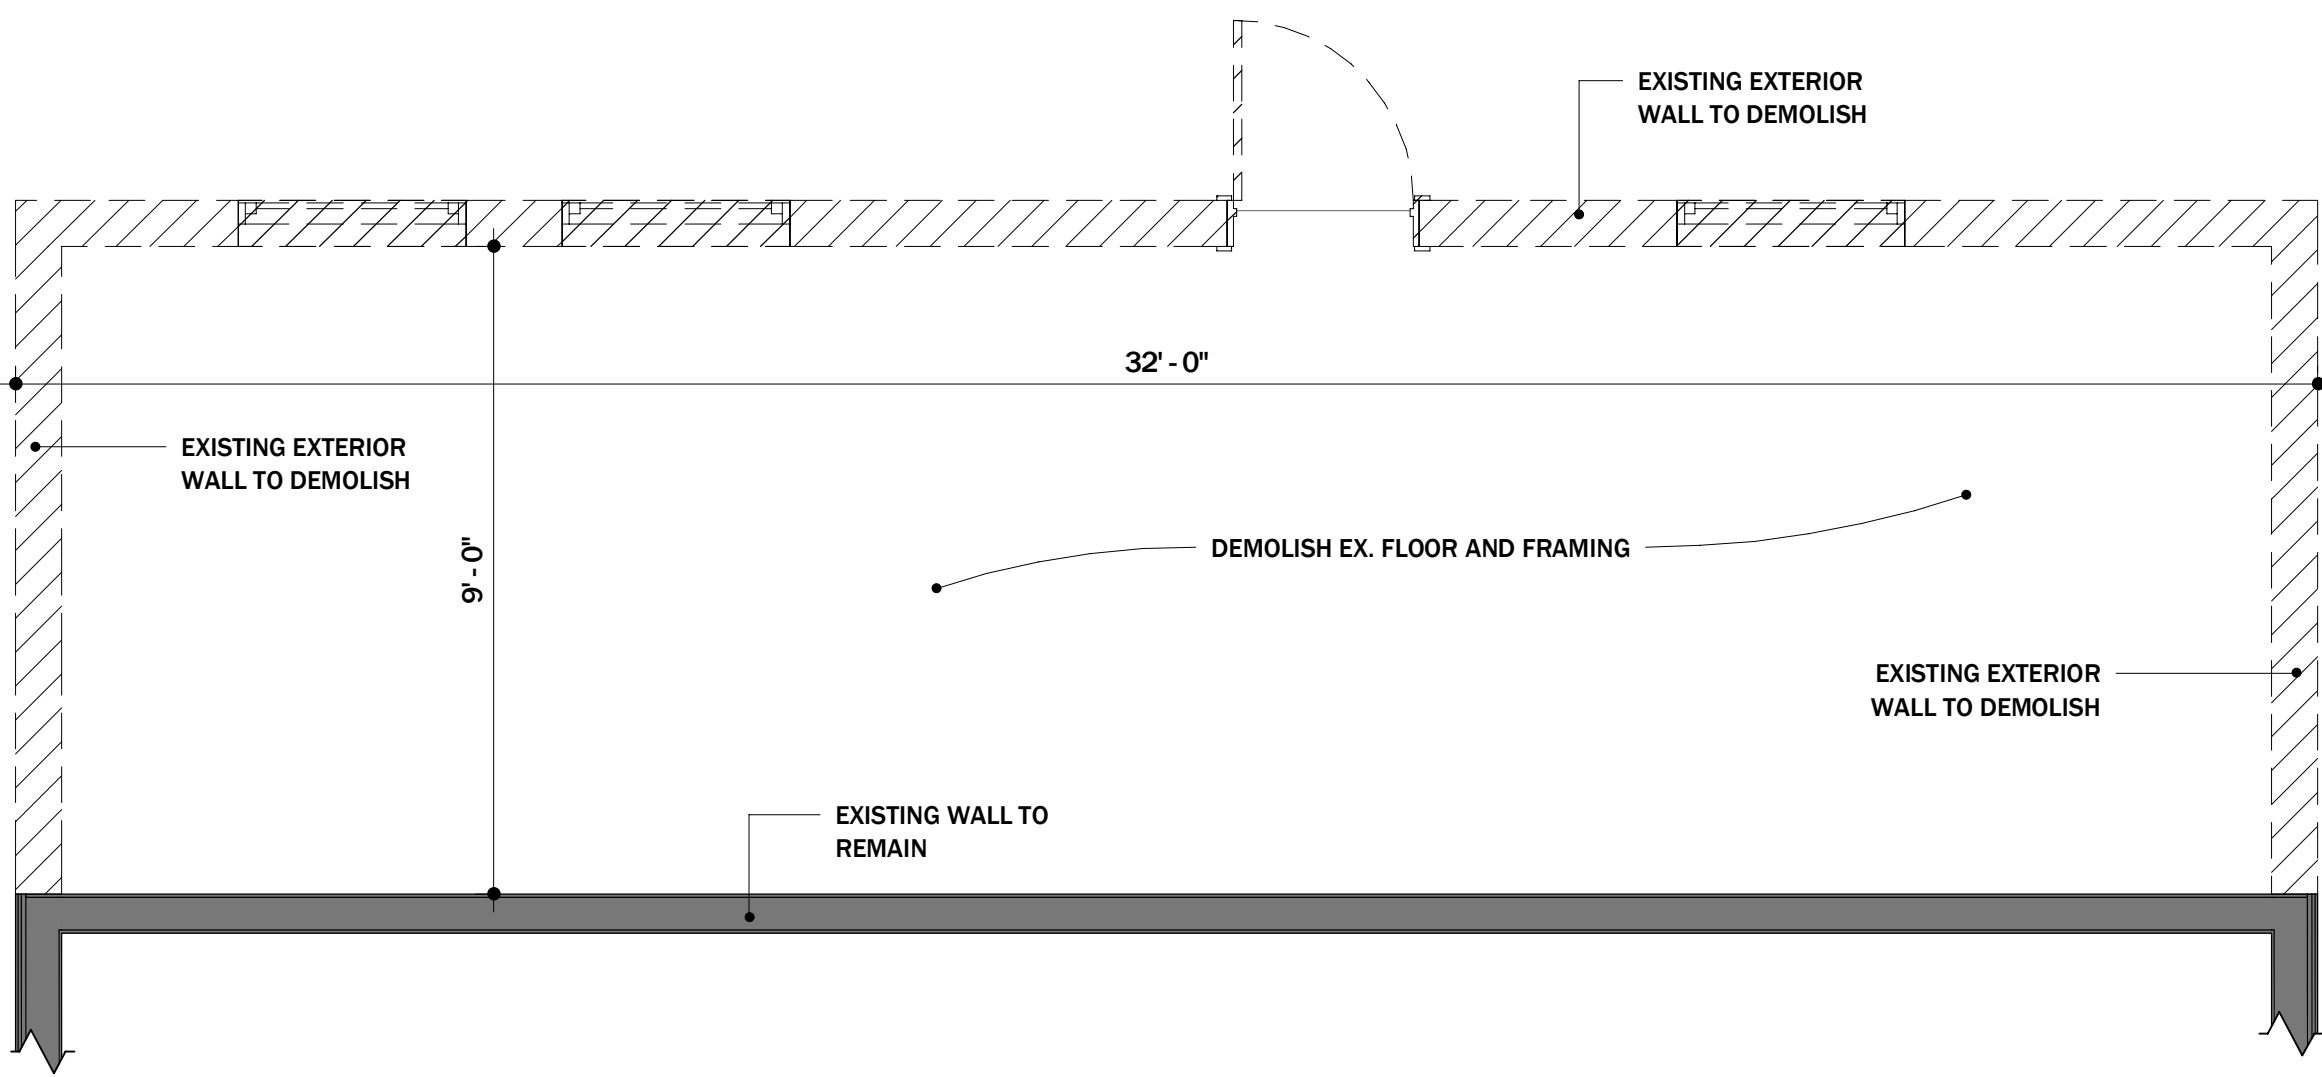 EXISTING EXTERIOR
WALL TO DEMOLISH
32' - 0"
EXISTING EXTERIOR
WALL TO DEMOLISH
9' - 0"
DEMOLISH EX. FLOOR AND FRAMING
EXISTING EXTERIOR
WALL TO DEMOLISH
EXISTING WALL TO
REMAIN